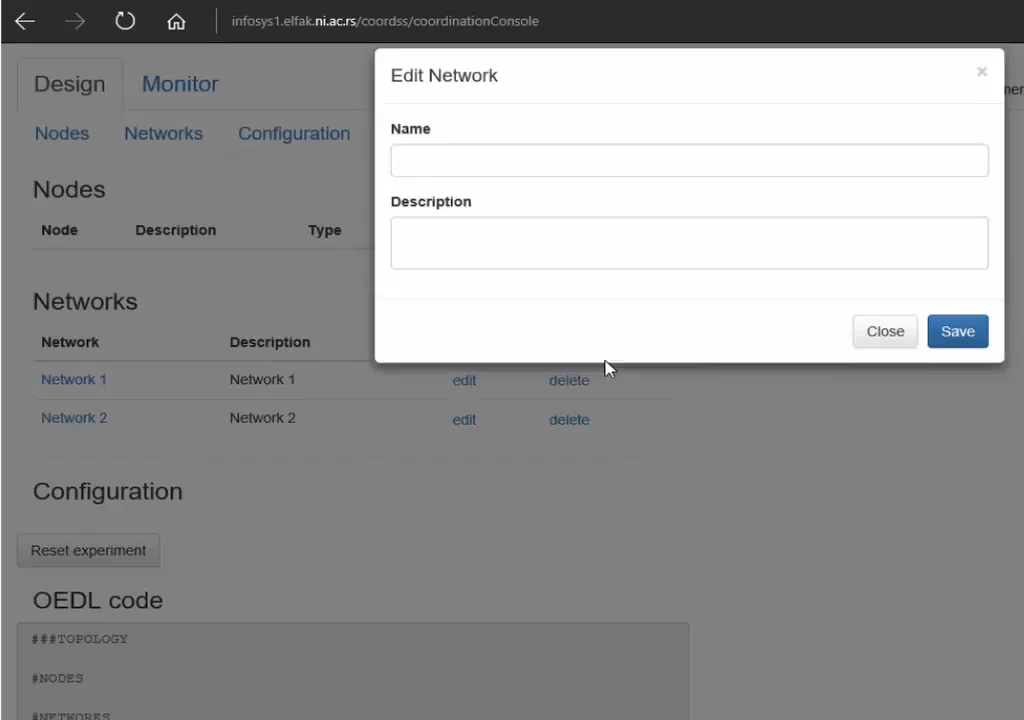 infosys1.elfak.ni.ac.rs/coordss/coordinationConsole
Edit Network
×
Name
Description
Close Save
Design Monitor
Nodes Networks Configuration
Nodes
Node Description Type
Networks
Network Description
Network 1 Network 1 edit delete
Network 2 Network 2 edit delete
Configuration
Reset experiment
OEDL code
###TOPOLOGY
#NODES
#NETWORKS